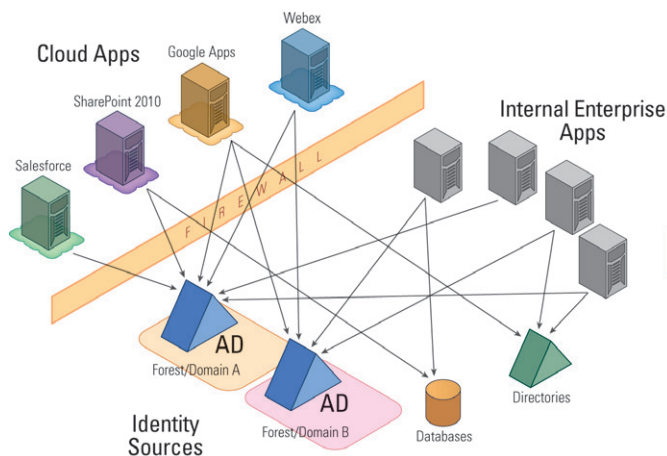 Webex
Cloud Apps
Google Apps
SharePoint 2010
Internal Enterprise
Apps
Salesforce
FIREWALL
AD
Forest/Domain A
AD
Forest/Domain B
Identity
Sources
Databases
Directories